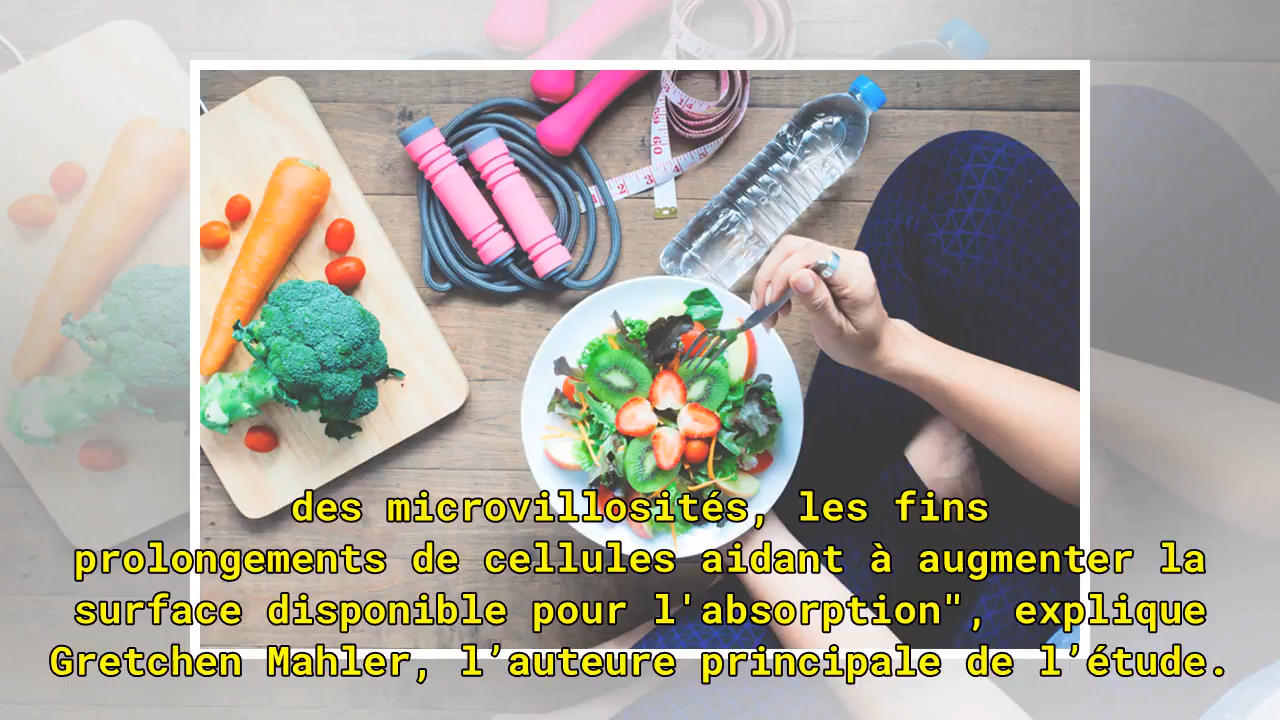 des microvillosités, les fins
prolongements de cellules aidant à augmenter la
surface disponible pour l'absorption", explique
Gretchen Mahler, l’auteure principale de l’étude.